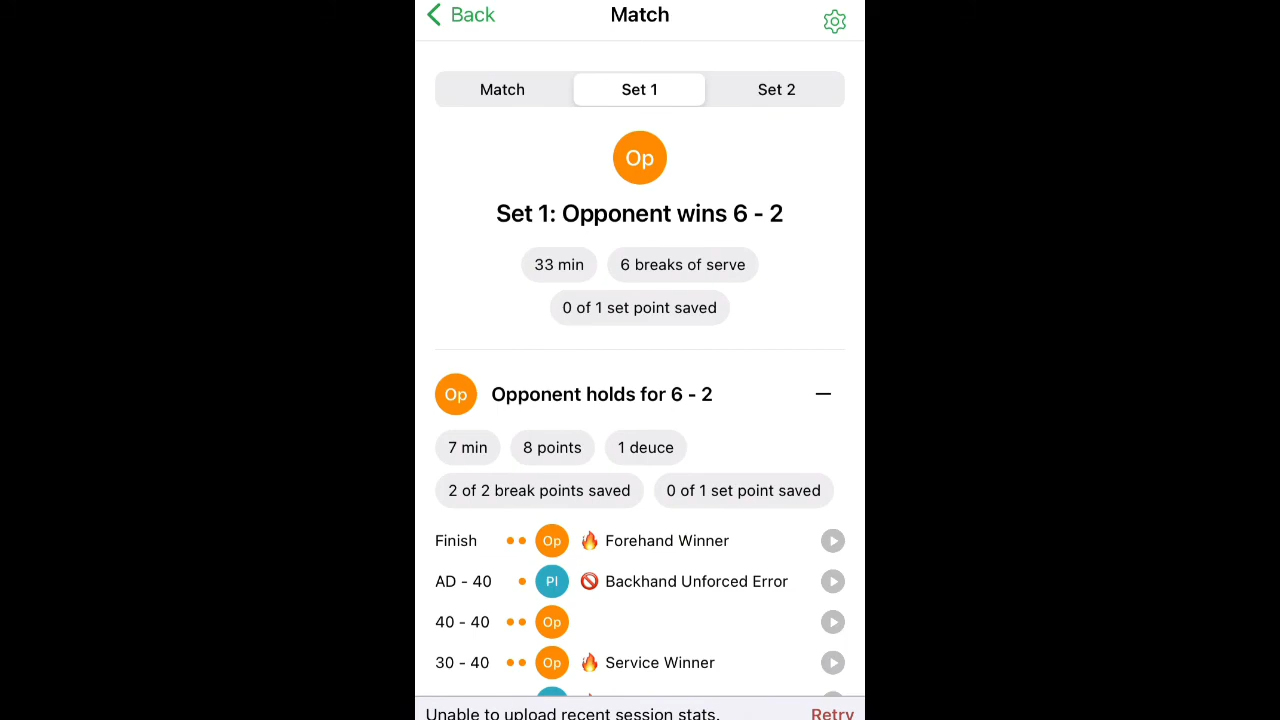 Back Match
Match Set 1 Set 2
Op
Set 1: Opponent wins 6 - 2
33 min 6 breaks of serve
0 of 1 set point saved
Op Opponent holds for 6 - 2
7 min 8 points 1 deuce
2 of 2 break points saved 0 of 1 set point saved
Finish Op Forehand Winner
AD - 40 Pl Backhand Unforced Error
40 - 40 Op
30 - 40 Op Service Winner
Unable to upload recent session stats. Retry